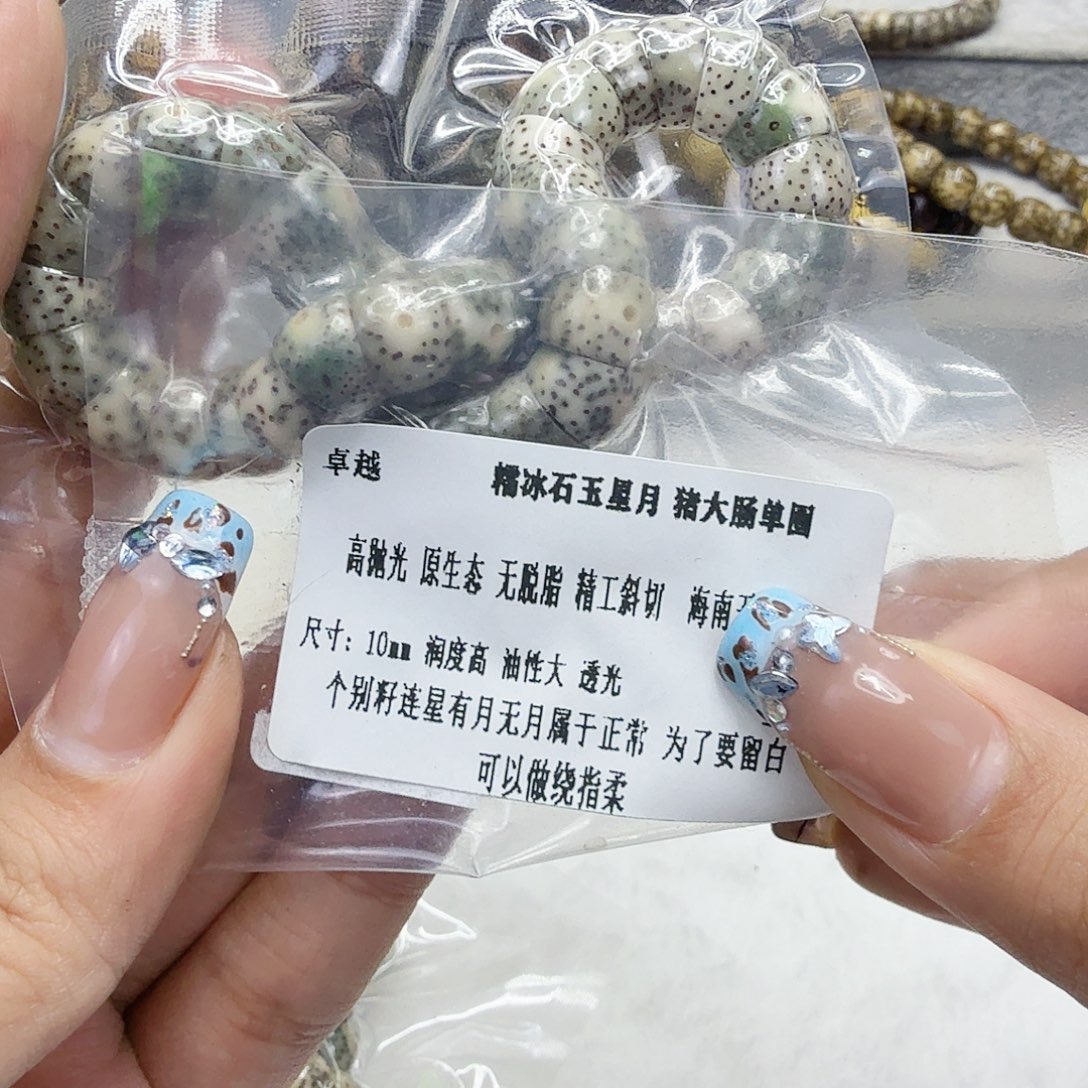 卓越
糯冰石玉星月 猪大肠单圈
高抛光 原生态 无脱脂 精工斜切 海南
尺寸：10mm 润度高 油性大 透光
个别籽连星有月无月属于正常 为了要留白
可以做绕指柔